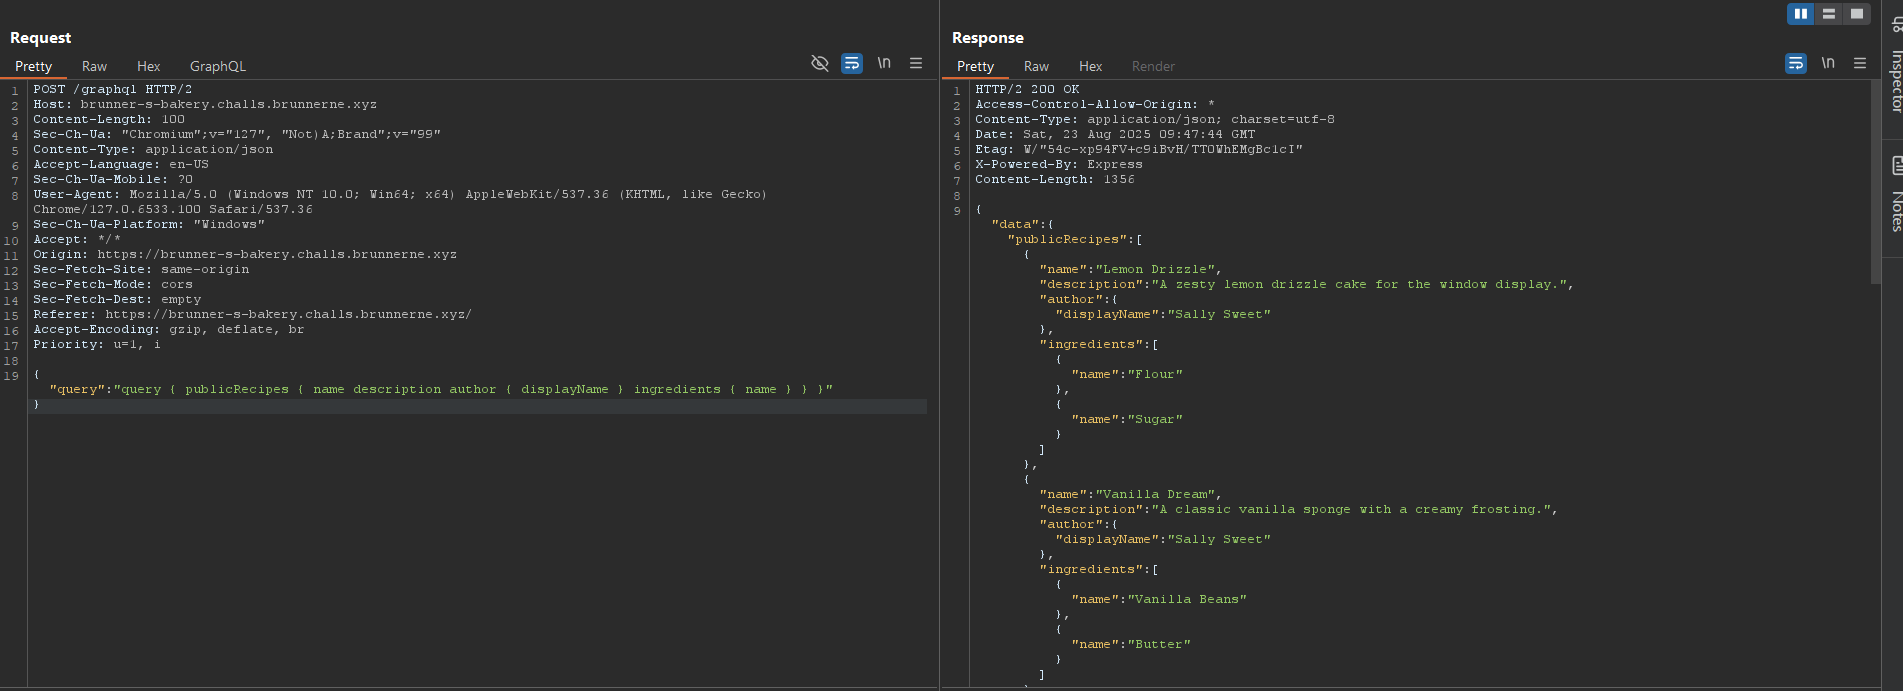 Request
Pretty Raw Hex GraphQL \n
1 POST /graphql HTTP/2
2 Host: brunner-s-bakery.challs.brunnerne.xyz
3 Content-Length: 100
4 Sec-Ch-Ua: "Chromium";v="127", "Not)A;Brand";v="99"
5 Content-Type: application/json
6 Accept-Language: en-US
7 Sec-Ch-Ua-Mobile: ?0
8 User-Agent: Mozilla/5.0 (Windows NT 10.0; Win64; x64) AppleWebKit/537.36 (KHTML, like Gecko)
Chrome/127.0.6533.100 Safari/537.36
9 Sec-Ch-Ua-Platform: "Windows"
10 Accept: */*
11 Origin: https://brunner-s-bakery.challs.brunnerne.xyz
12 Sec-Fetch-Site: same-origin
13 Sec-Fetch-Mode: cors
14 Sec-Fetch-Dest: empty
15 Referer: https://brunner-s-bakery.challs.brunnerne.xyz/
16 Accept-Encoding: gzip, deflate, br
17 Priority: u=1, i
18
19 {
"query":"query { publicRecipes { name description author { displayName } ingredients { name } } }"
}
Response
Pretty Raw Hex Render \n
1 HTTP/2 200 OK
2 Access-Control-Allow-Origin: *
3 Content-Type: application/json; charset=utf-8
4 Date: Sat, 23 Aug 2025 09:47:44 GMT
5 Etag: W/"54c-xp94FV+c9iBvH/TTOWhEMgBc1cI"
6 X-Powered-By: Express
7 Content-Length: 1356
8
9 {
"data":{
"publicRecipes":[
{
"name":"Lemon Drizzle",
"description":"A zesty lemon drizzle cake for the window display.",
"author":{
"displayName":"Sally Sweet"
},
"ingredients":[
{
"name":"Flour"
},
{
"name":"Sugar"
}
]
},
{
"name":"Vanilla Dream",
"description":"A classic vanilla sponge with a creamy frosting.",
"author":{
"displayName":"Sally Sweet"
},
"ingredients":[
{
"name":"Vanilla Beans"
},
{
"name":"Butter"
}
]
Inspector
Notes